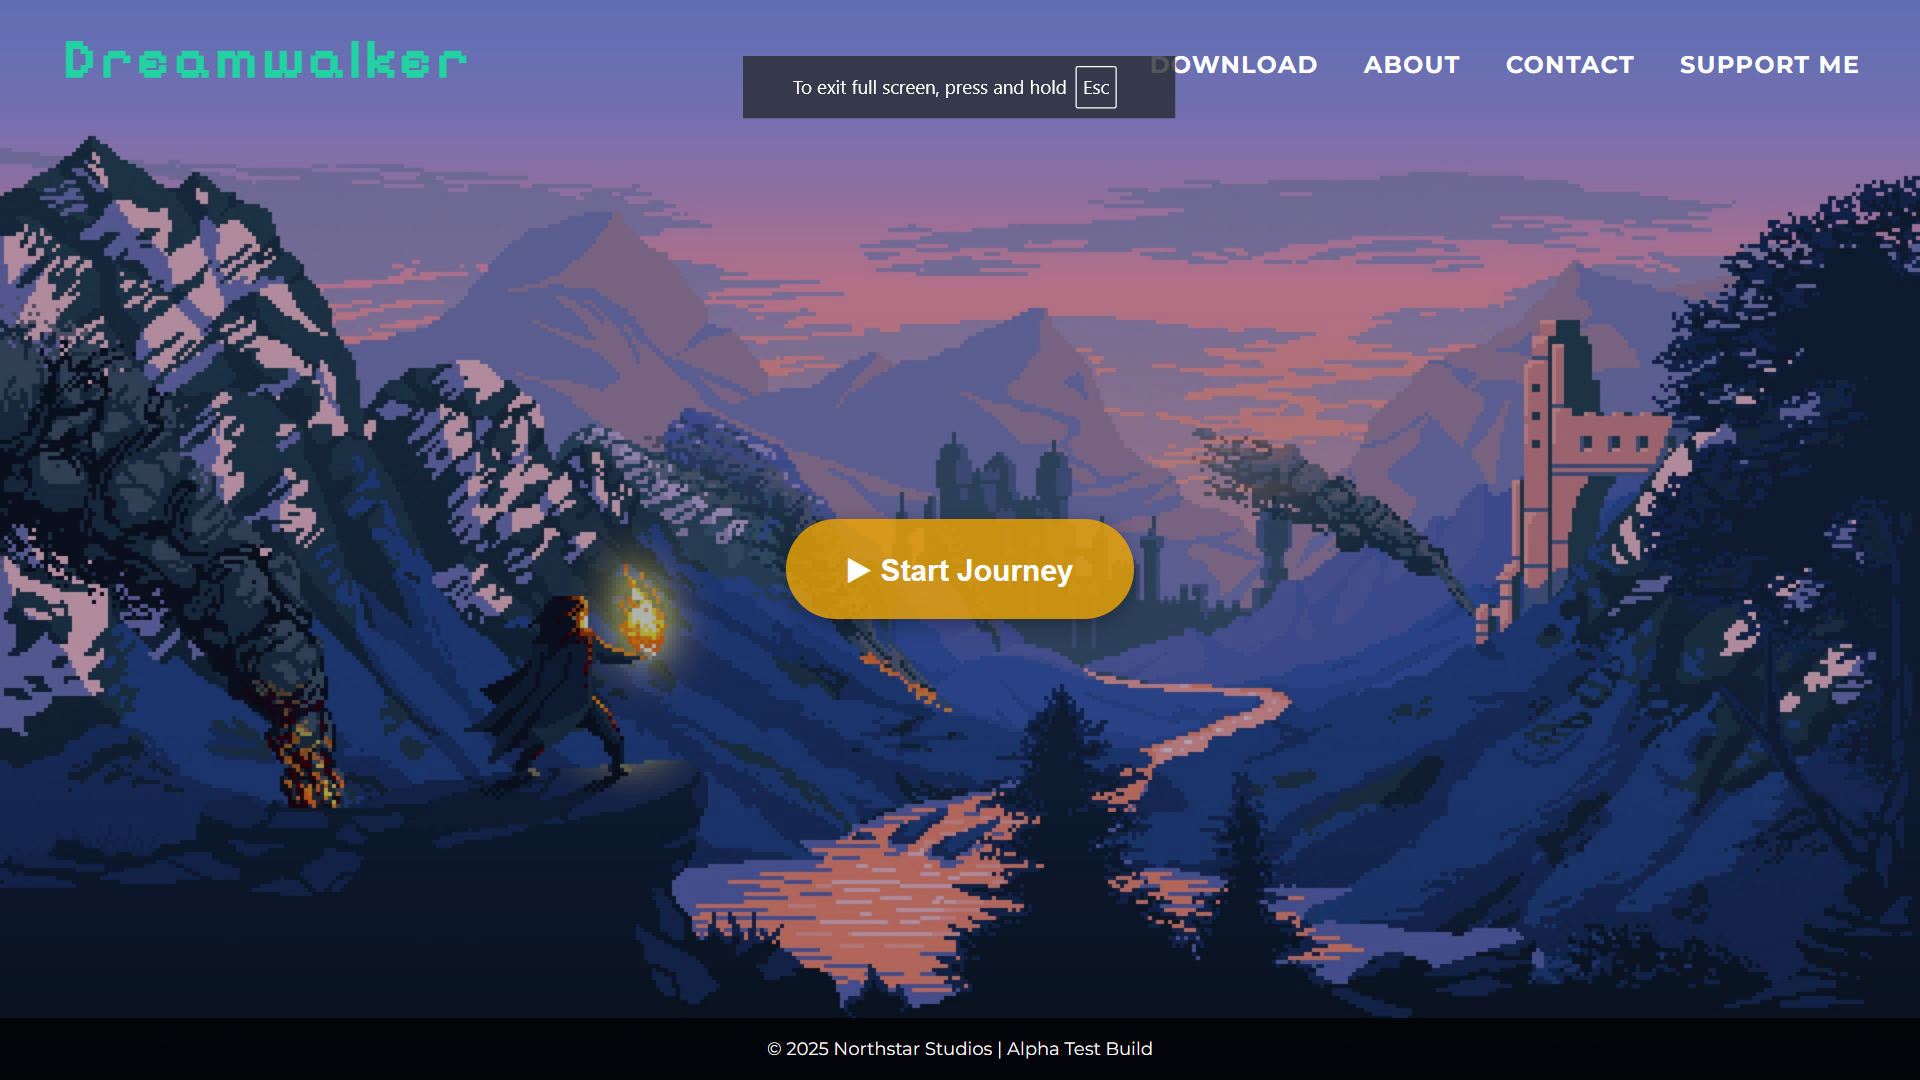 Dreamwalker
To exit full screen, press and hold Esc
DOWNLOAD ABOUT CONTACT SUPPORT ME
▶ Start Journey
© 2025 Northstar Studios | Alpha Test Build